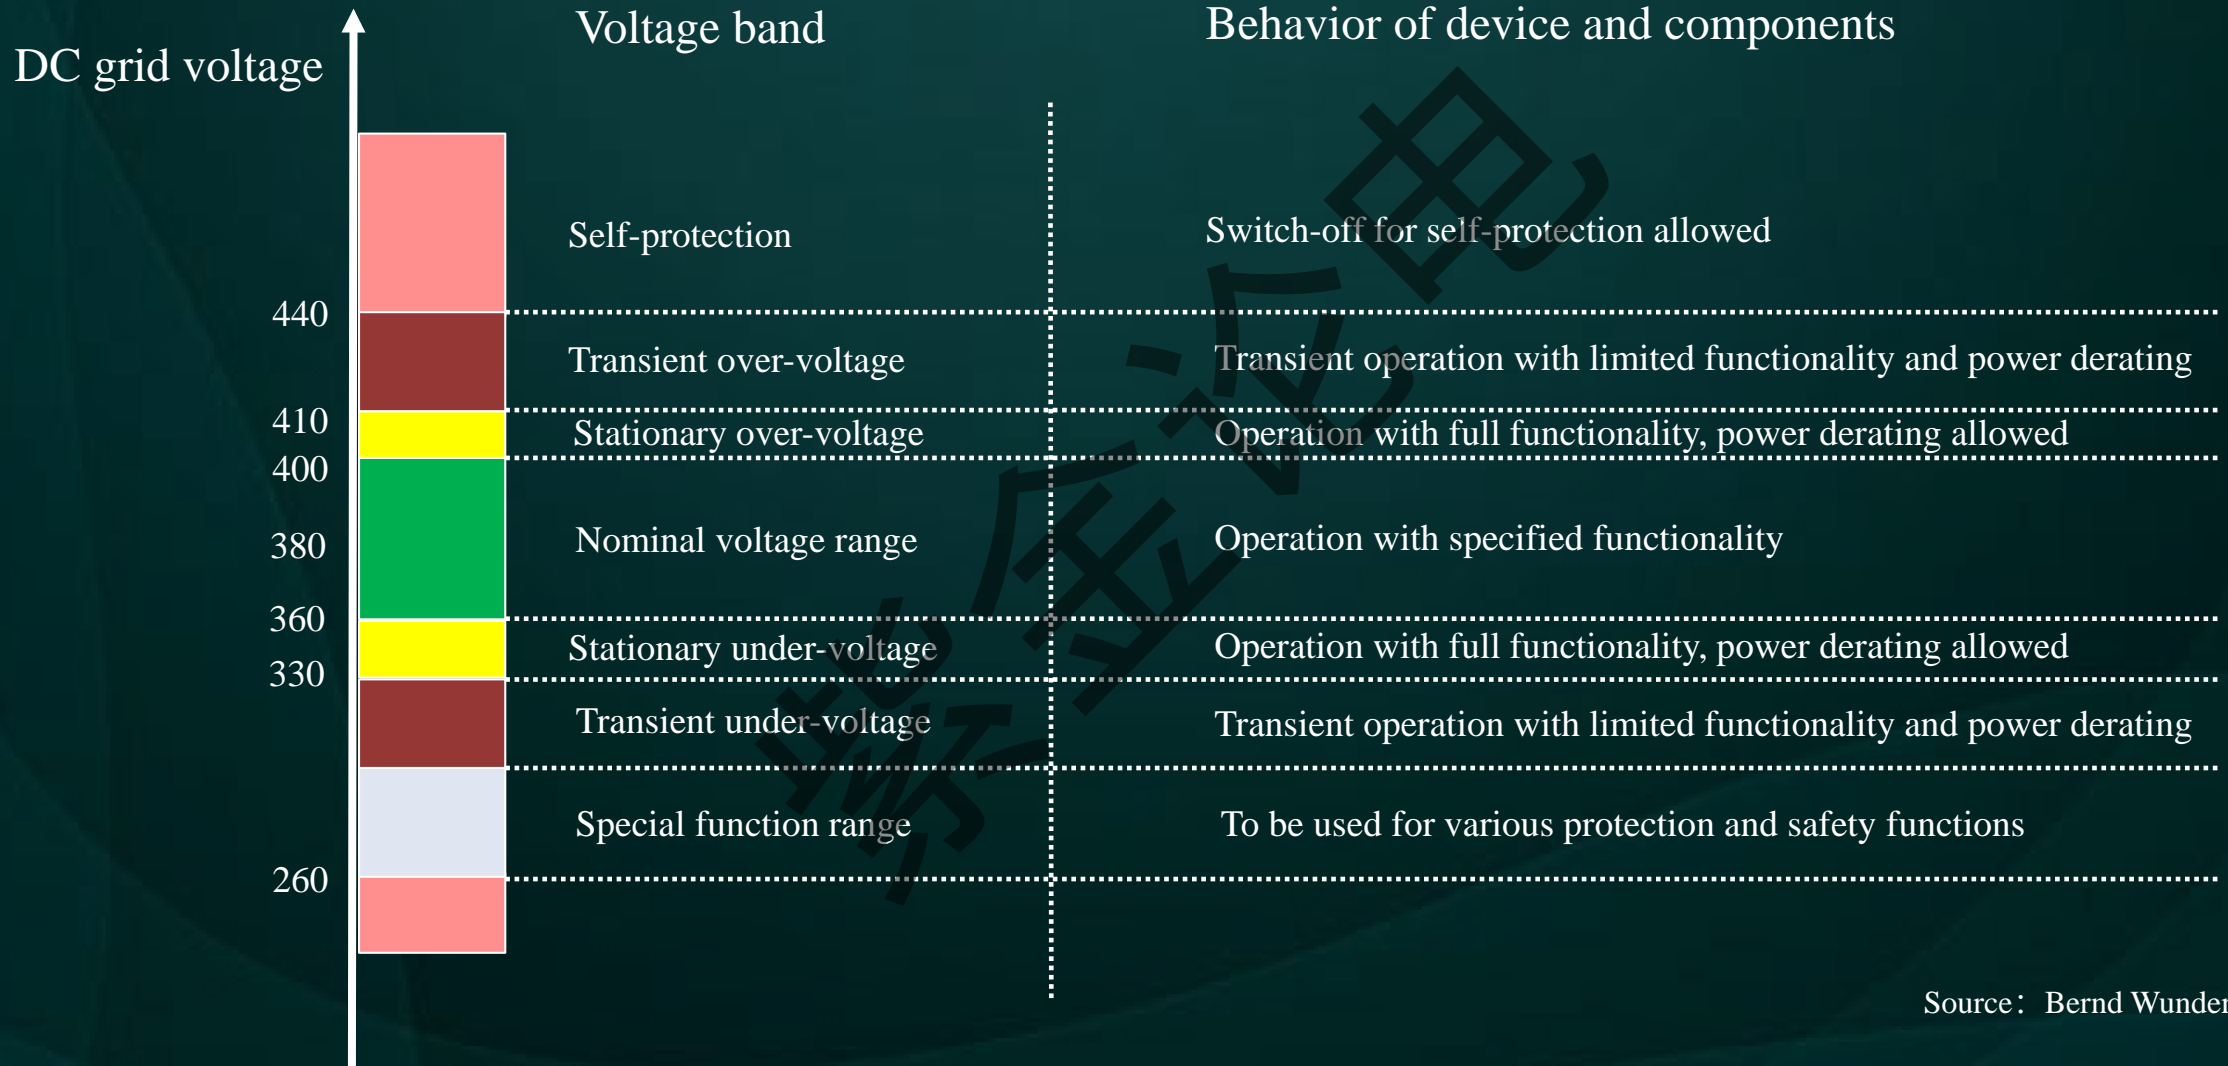 Voltage band
Behavior of device and components
DC grid voltage
Self-protection
Switch-off for self-protection allowed
440
Transient over-voltage
Transient operation with limited functionality and power derating
410
Stationary over-voltage
Operation with full functionality, power derating allowed
400
Nominal voltage range
Operation with specified functionality
380
360
Stationary under-voltage
Operation with full functionality, power derating allowed
330
Transient under-voltage
Transient operation with limited functionality and power derating
Special function range
To be used for various protection and safety functions
260
Source：Bernd Wunder
紫金论电